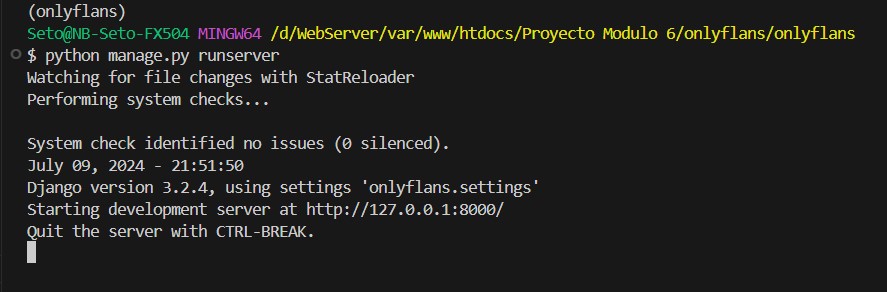 (onlyflans)
Seto@NB-Seto-FX504 MINGW64 /d/WebServer/var/www/htdocs/Proyecto Modulo 6/onlyflans/onlyflans
$ python manage.py runserver
Watching for file changes with StatReloader
Performing system checks...

System check identified no issues (0 silenced).
July 09, 2024 - 21:51:50
Django version 3.2.4, using settings 'onlyflans.settings'
Starting development server at http://127.0.0.1:8000/
Quit the server with CTRL-BREAK.